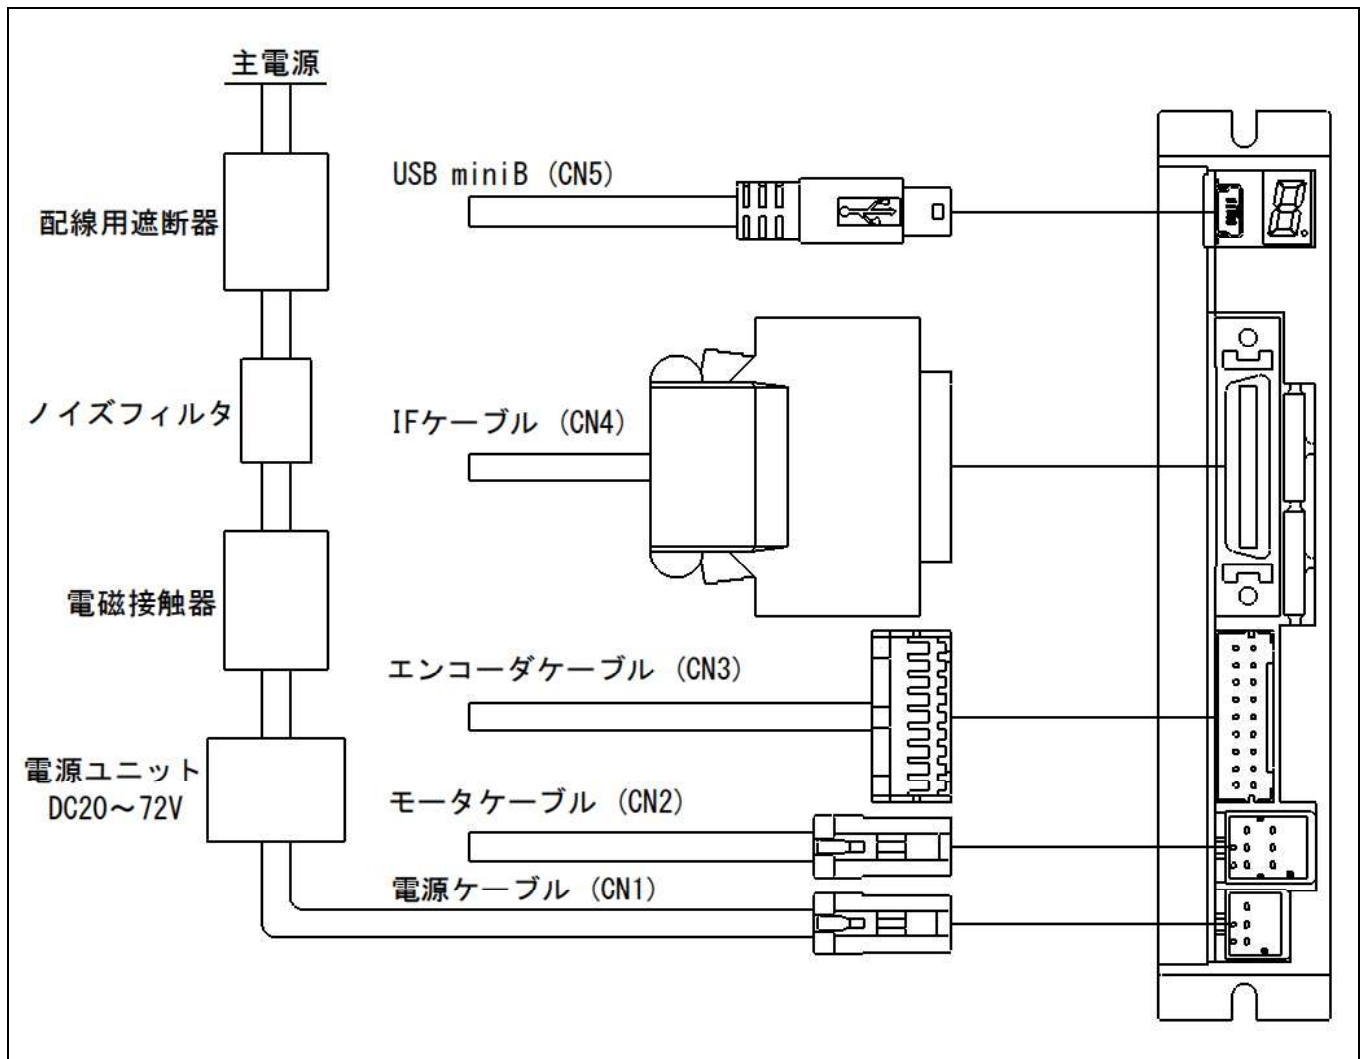 主電源
配線用遮断器
ノイズフィルタ
電磁接触器
電源ユニット
DC20～72V
USB miniB (CN5)
IFケーブル (CN4)
エンコーダケーブル (CN3)
モータケーブル (CN2)
電源ケーブル (CN1)